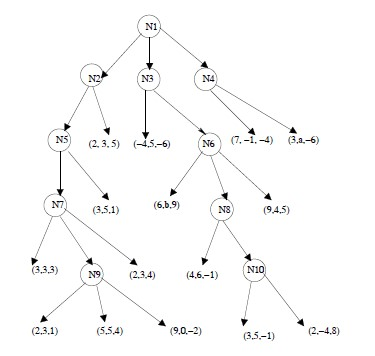 N1
N2 N3 N4
N5 (2, 3, 5) (−4,5,−6) N6 (7, −1, −4) (3,a,−6)
N7 (3,5,1) (6,b,9) N8 (9,4,5)
(3,3,3) N9 (2,3,4) (4,6,−1) N10
(2,3,1) (5,5,4) (9,0,−2) (3,5,−1) (2,−4,8)